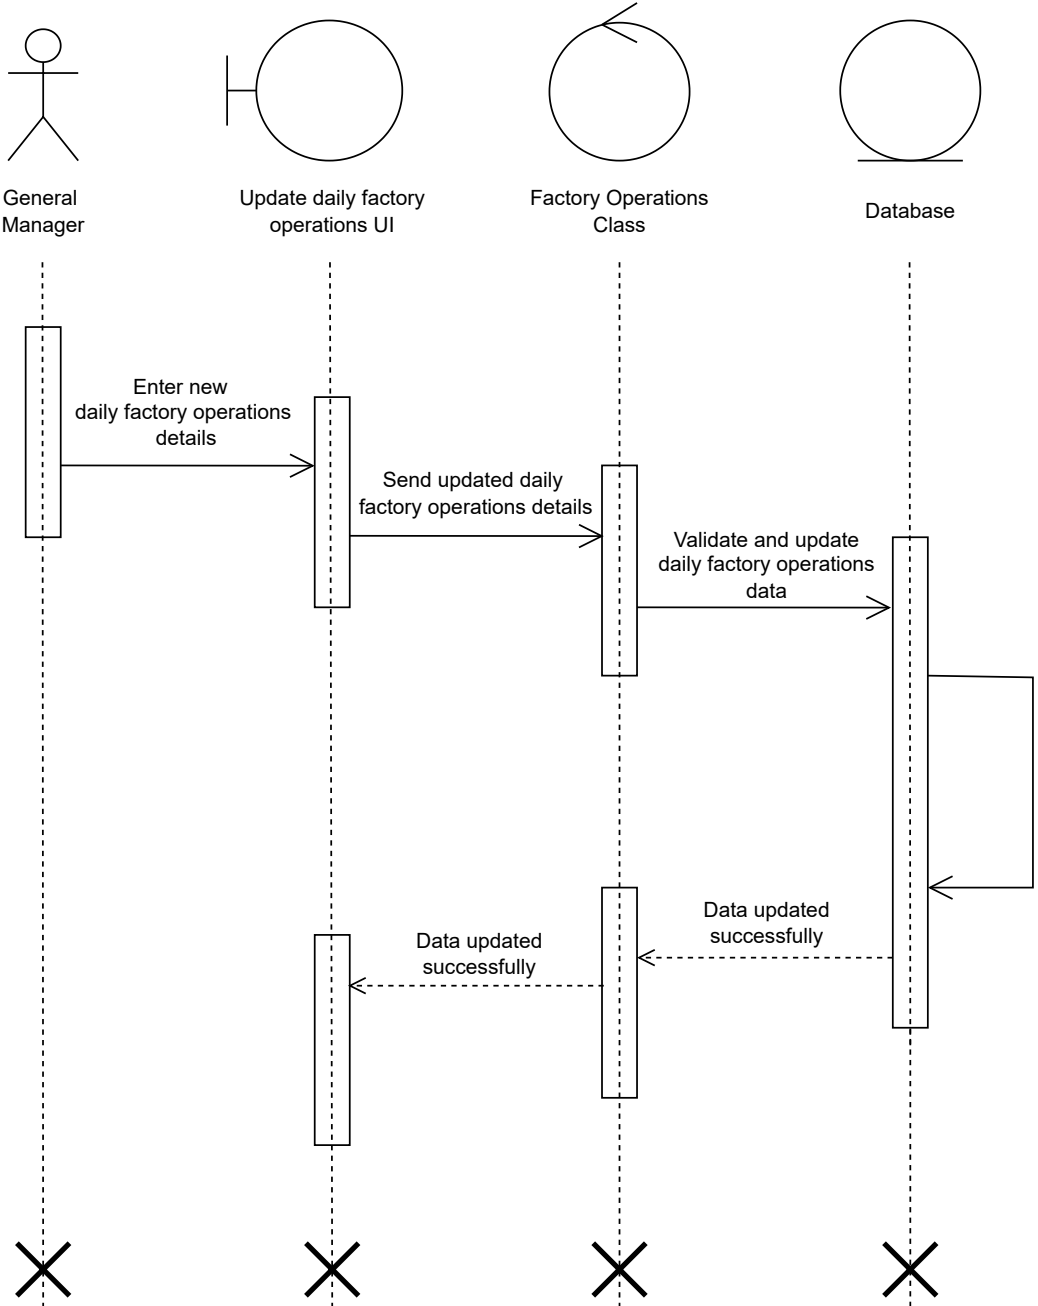 General
Manager
Update daily factory
operations UI
Factory Operations
Class
Database
Enter new
daily factory operations
details
Send updated daily
factory operations details
Validate and update
daily factory operations
data
Data updated
successfully
Data updated
successfully